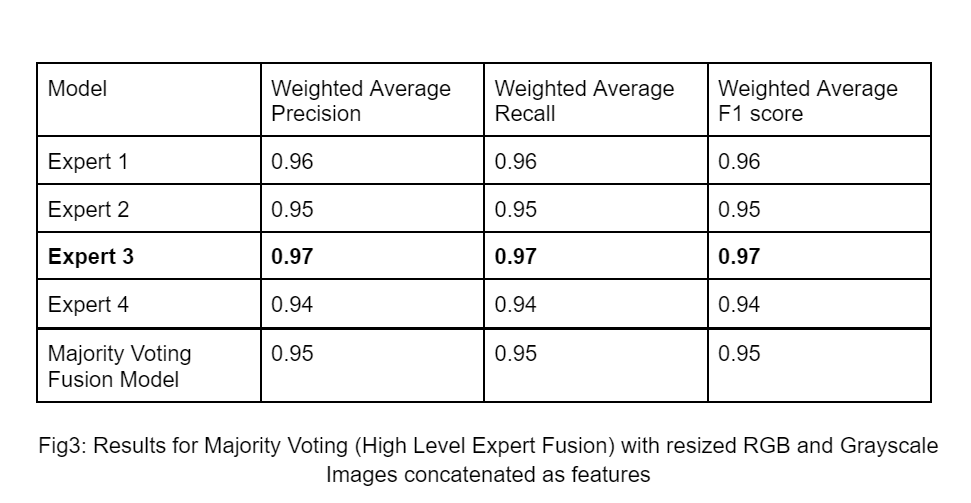 Model Weighted Average Precision Weighted Average Recall Weighted Average F1 score
Expert 1 0.96 0.96 0.96
Expert 2 0.95 0.95 0.95
Expert 3 0.97 0.97 0.97
Expert 4 0.94 0.94 0.94
Majority Voting Fusion Model 0.95 0.95 0.95
Fig3: Results for Majority Voting (High Level Expert Fusion) with resized RGB and Grayscale
Images concatenated as features